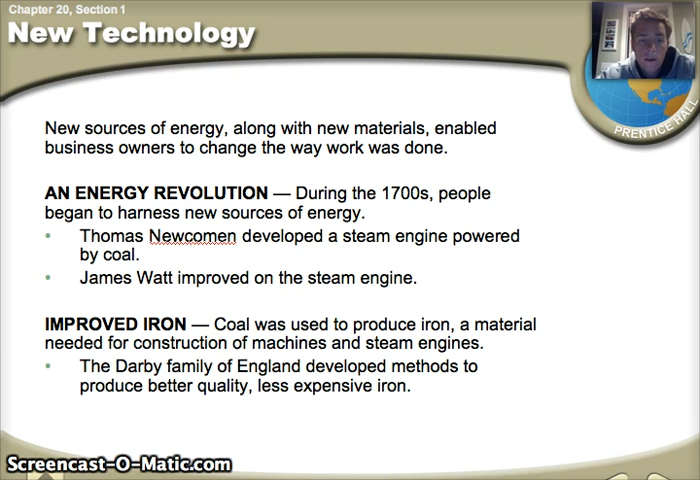 Chapter 20, Section 1
New Technology
PRENTICE HALL
New sources of energy, along with new materials, enabled
business owners to change the way work was done.
AN ENERGY REVOLUTION — During the 1700s, people
began to harness new sources of energy.
• Thomas Newcomen developed a steam engine powered
by coal.
• James Watt improved on the steam engine.
IMPROVED IRON — Coal was used to produce iron, a material
needed for construction of machines and steam engines.
• The Darby family of England developed methods to
produce better quality, less expensive iron.
Screencast-O-Matic.com